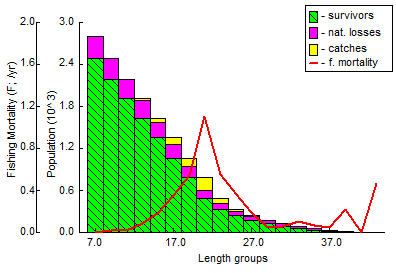 - survivors
- nat. losses
- catches
- f. mortality
Fishing Mortality (F. /yr)
2.0
1.6
1.2
0.8
0.4
0.0
Population (10^3)
3.0
2.4
1.8
1.2
0.6
0.0
7.0 17.0 27.0 37.0
Length groups